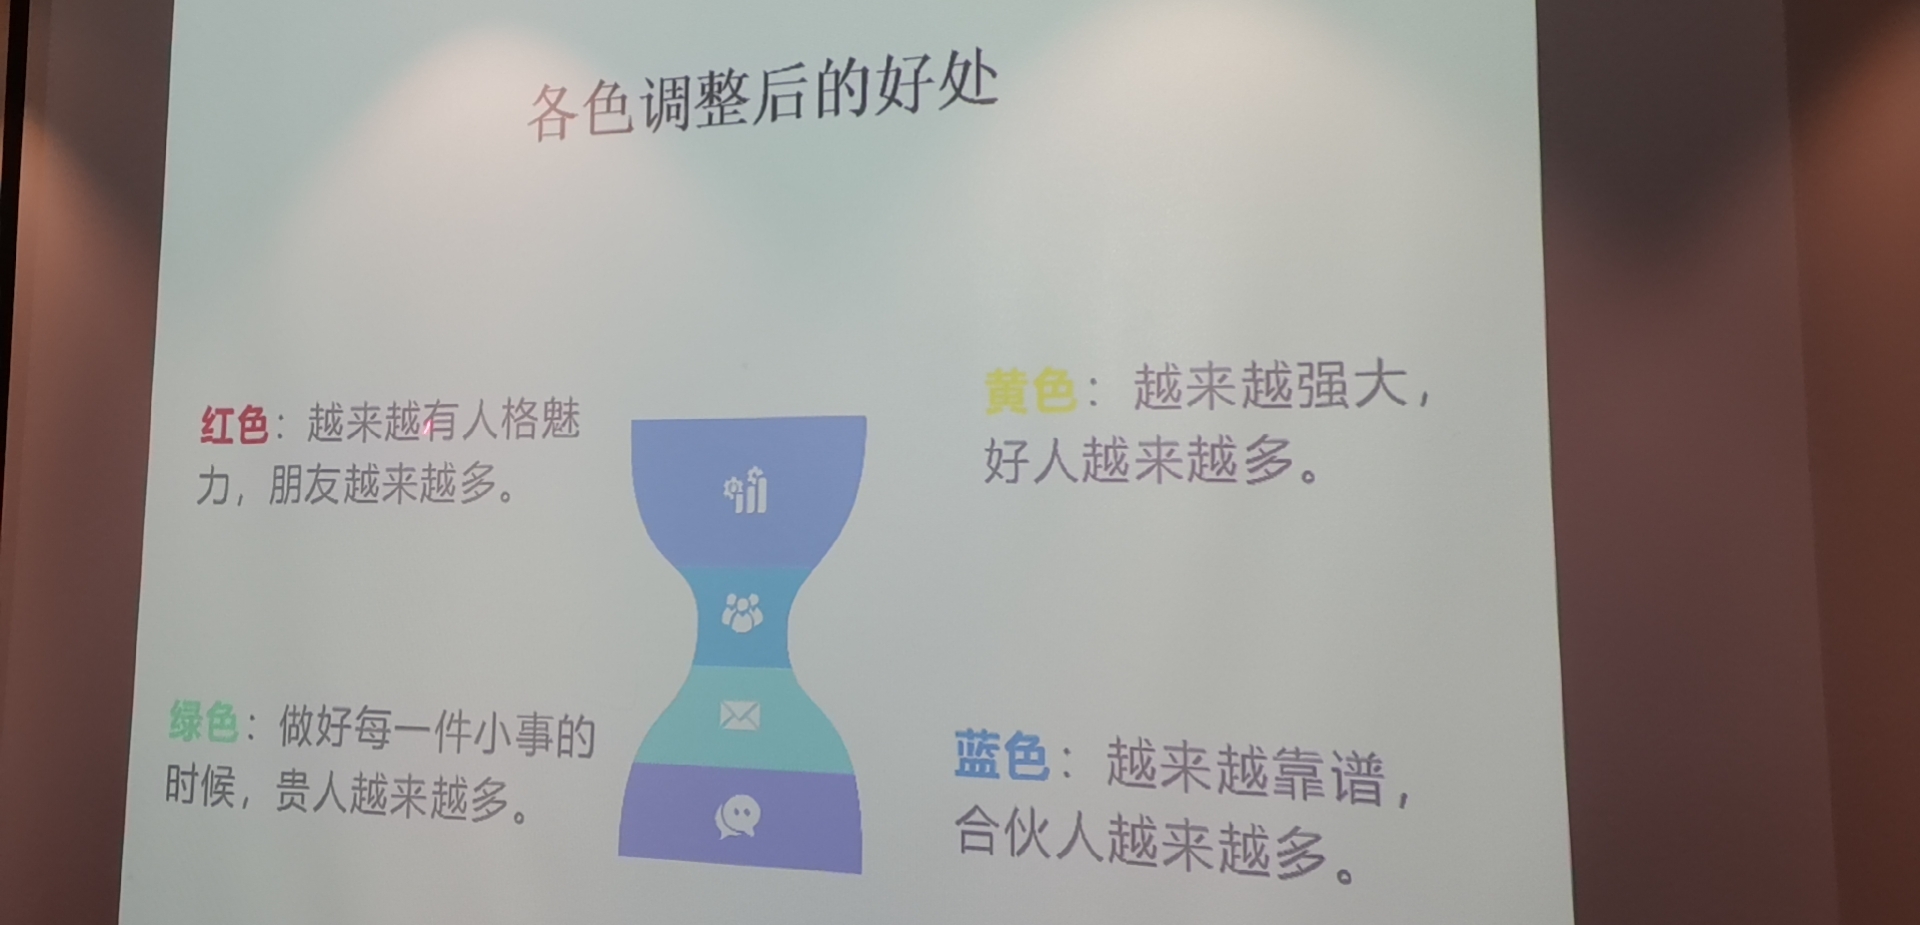 各色调整后的好处
红色：越来越有人格魅
力，朋友越来越多。
黄色：越来越强大，
好人越来越多。
绿色：做好每一件小事的
时候，贵人越来越多。
蓝色：越来越靠谱，
合伙人越来越多。